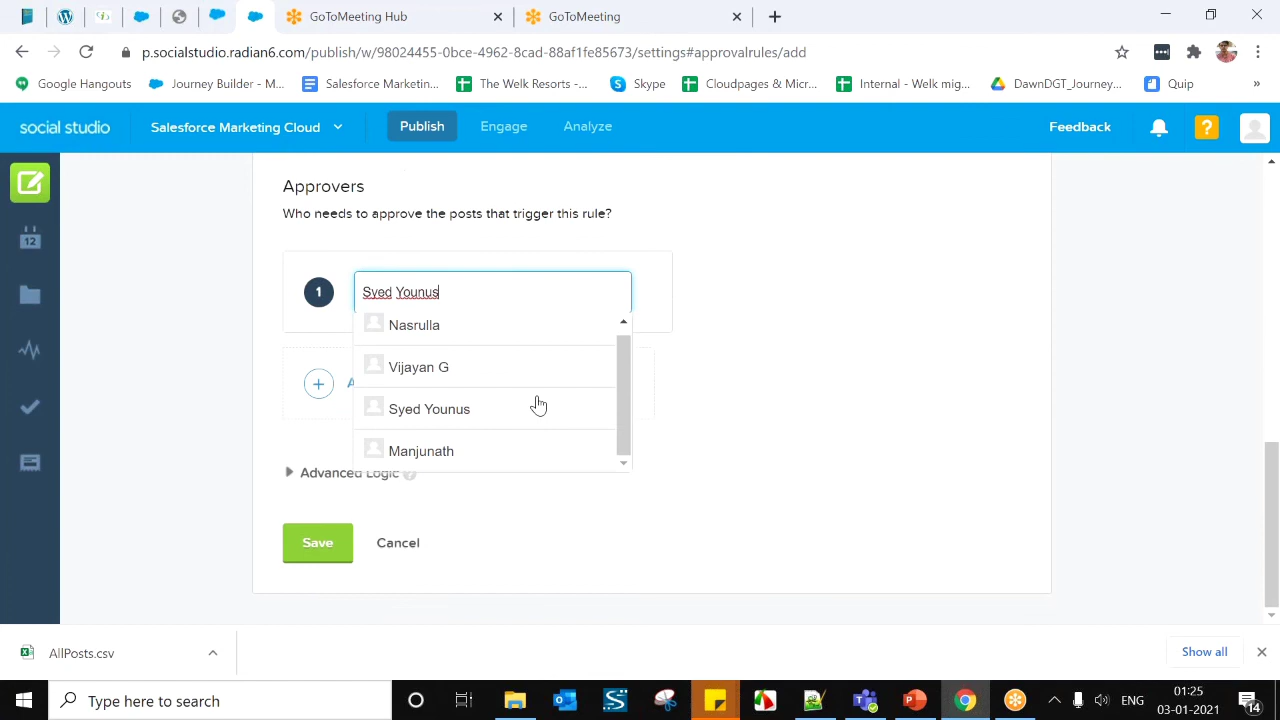 GoToMeeting Hub
GoToMeeting
p.socialstudio.radian6.com/publish/w/98024455-0bce-4962-8cad-88af1fe85673/settings#approvalrules/add
Google Hangouts
Journey Builder - M...
Salesforce Marketin...
The Welk Resorts -...
Skype
Cloudpages & Micr...
Internal - Welk mig...
DawnDGT_Journey...
Quip
»
social studio
Salesforce Marketing Cloud
Publish
Engage
Analyze
Feedback
?
12
Approvers
Who needs to approve the posts that trigger this rule?
1
Syed Younus
Nasrulla
Vijayan G
Syed Younus
Manjunath
Advanced Logic ?
Save
Cancel
AllPosts.csv
Show all
Type here to search
ENG
01:25
03-01-2021
14